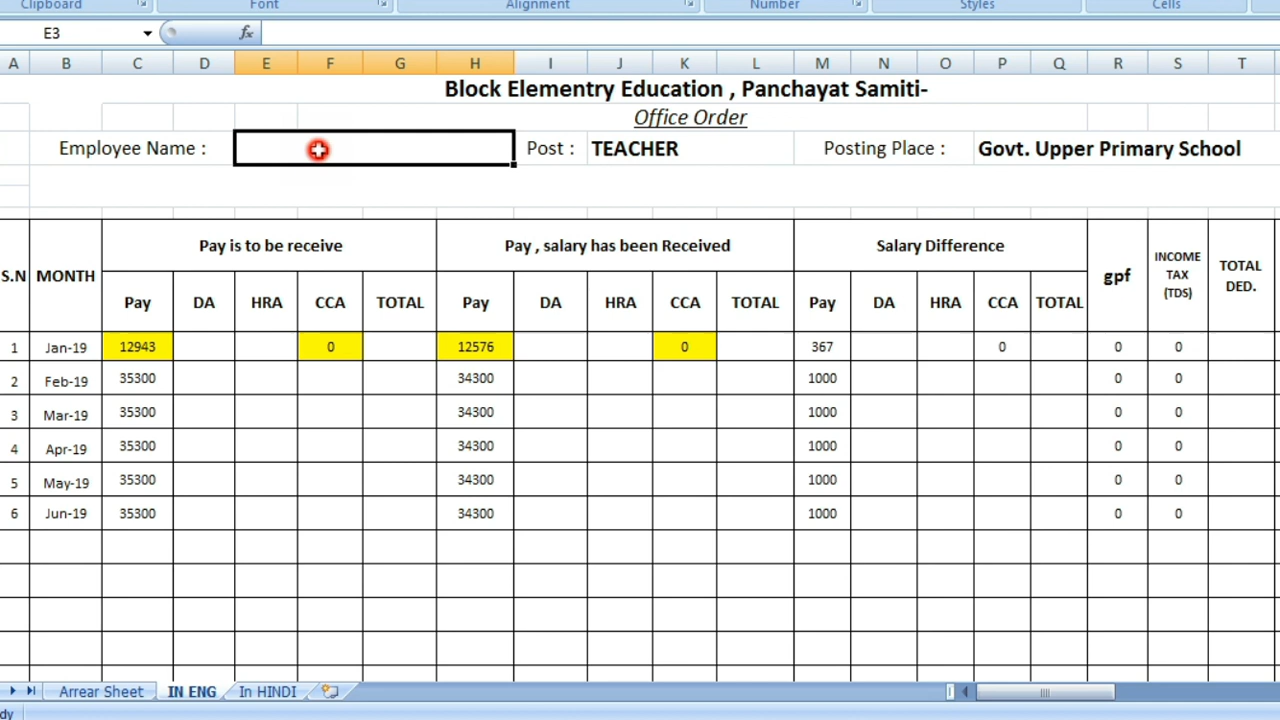 Clipboard Font Alignment Number Styles Cells
E3 fx
A B C D E F G H I J K L M N O P Q R S T
Block Elementry Education , Panchayat Samiti-
Office Order
Employee Name : Post : TEACHER Posting Place : Govt. Upper Primary School
S.N MONTH Pay is to be receive Pay , salary has been Received Salary Difference gpf INCOME TAX (TDS) TOTAL DED.
Pay DA HRA CCA TOTAL Pay DA HRA CCA TOTAL Pay DA HRA CCA TOTAL
1 Jan-19 12943 0 12576 0 367 0 0 0
2 Feb-19 35300 34300 1000 0 0
3 Mar-19 35300 34300 1000 0 0
4 Apr-19 35300 34300 1000 0 0
5 May-19 35300 34300 1000 0 0
6 Jun-19 35300 34300 1000 0 0
Arrear Sheet IN ENG In HINDI
dy